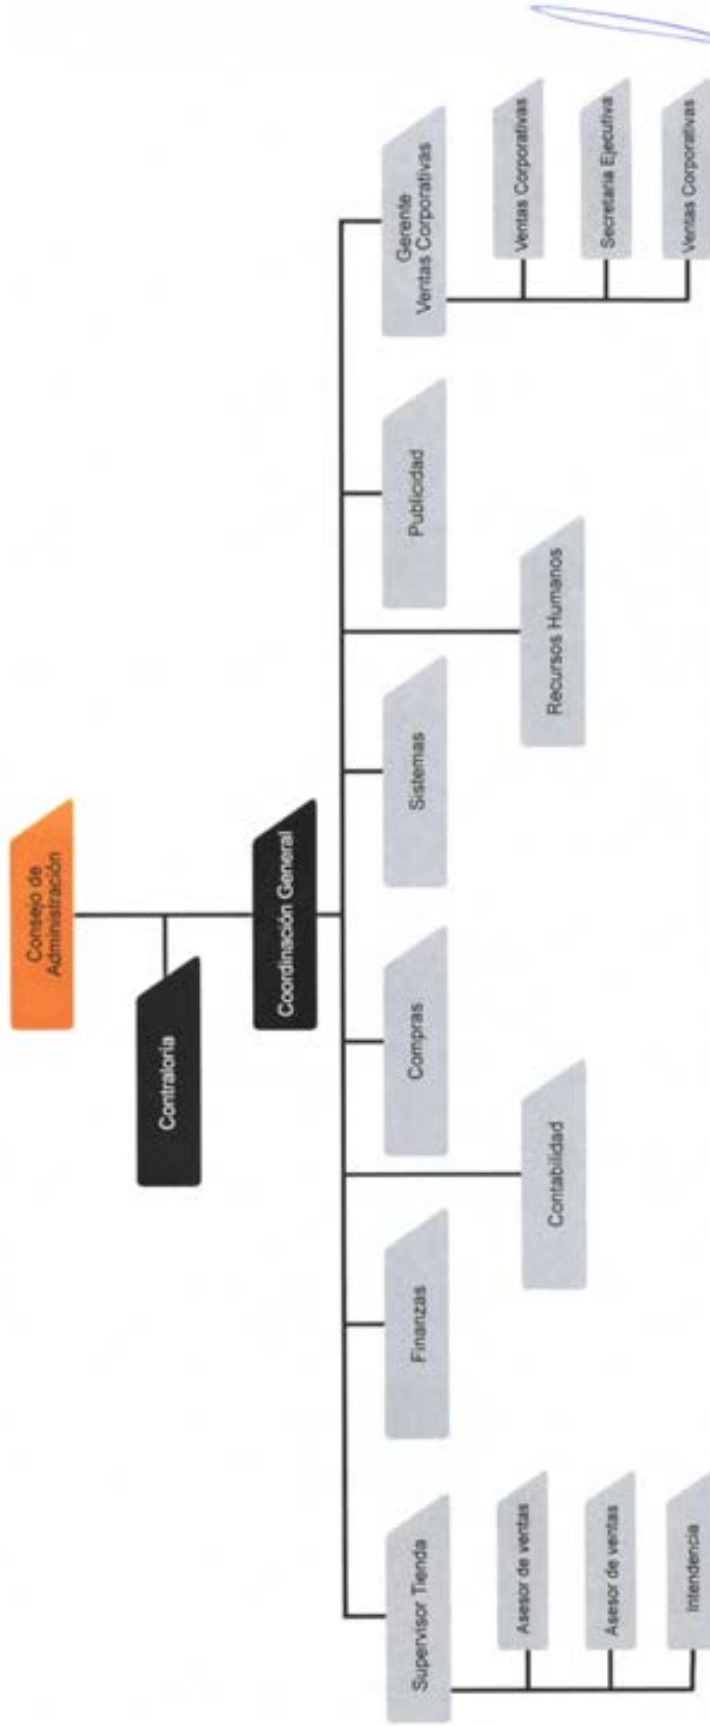 Consejo de
Administración
Contraloría
Coordinación General
Supervisor Tienda
Finanzas
Compras
Sistemas
Publicidad
Gerente
Ventas Corporativas
Contabilidad
Recursos Humanos
Asesor de ventas
Asesor de ventas
Intendencia
Ventas Corporativas
Secretaria Ejecutiva
Ventas Corporativas